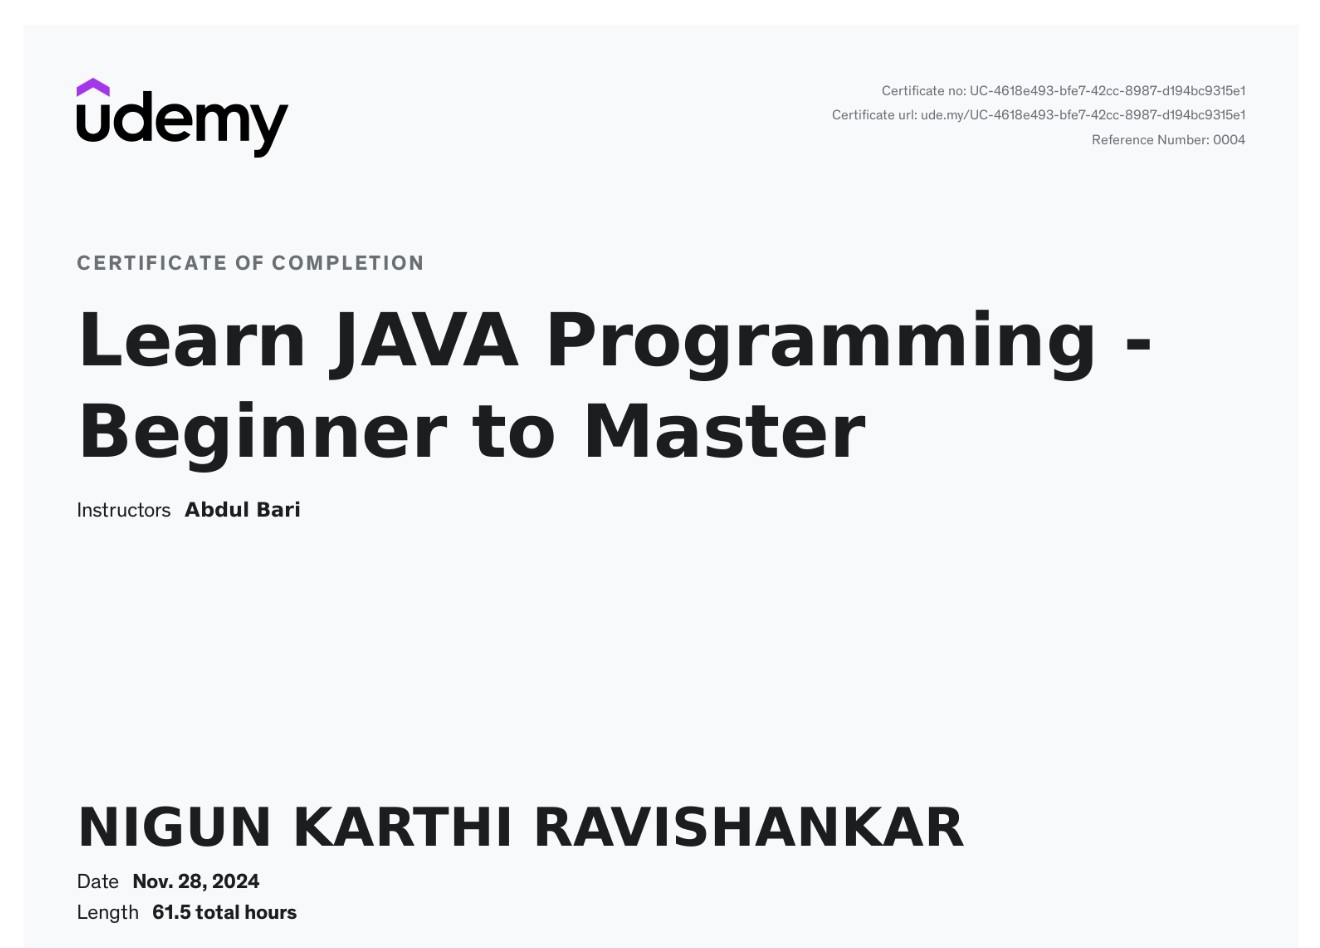 udemy
Certificate no: UC-4618e493-bfe7-42cc-8987-d194bc9315e1
Certificate url: ude.my/UC-4618e493-bfe7-42cc-8987-d194bc9315e1
Reference Number: 0004
CERTIFICATE OF COMPLETION
Learn JAVA Programming -
Beginner to Master
Instructors Abdul Bari
NIGUN KARTHI RAVISHANKAR
Date Nov. 28, 2024
Length 61.5 total hours